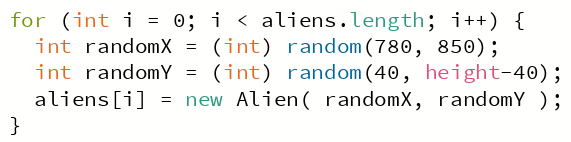 for (int i = 0; i < aliens.length; i++) {
  int randomX = (int) random(780, 850);
  int randomY = (int) random(40, height-40);
  aliens[i] = new Alien( randomX, randomY );
}